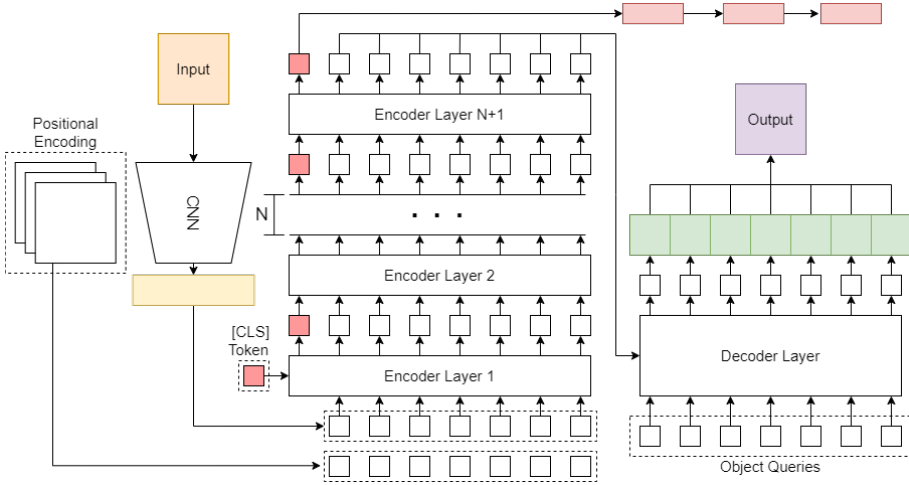 Input
Positional
Encoding
CNN
Encoder Layer N+1
N
. . .
Encoder Layer 2
[CLS]
Token
Encoder Layer 1
Output
Decoder Layer
Object Queries